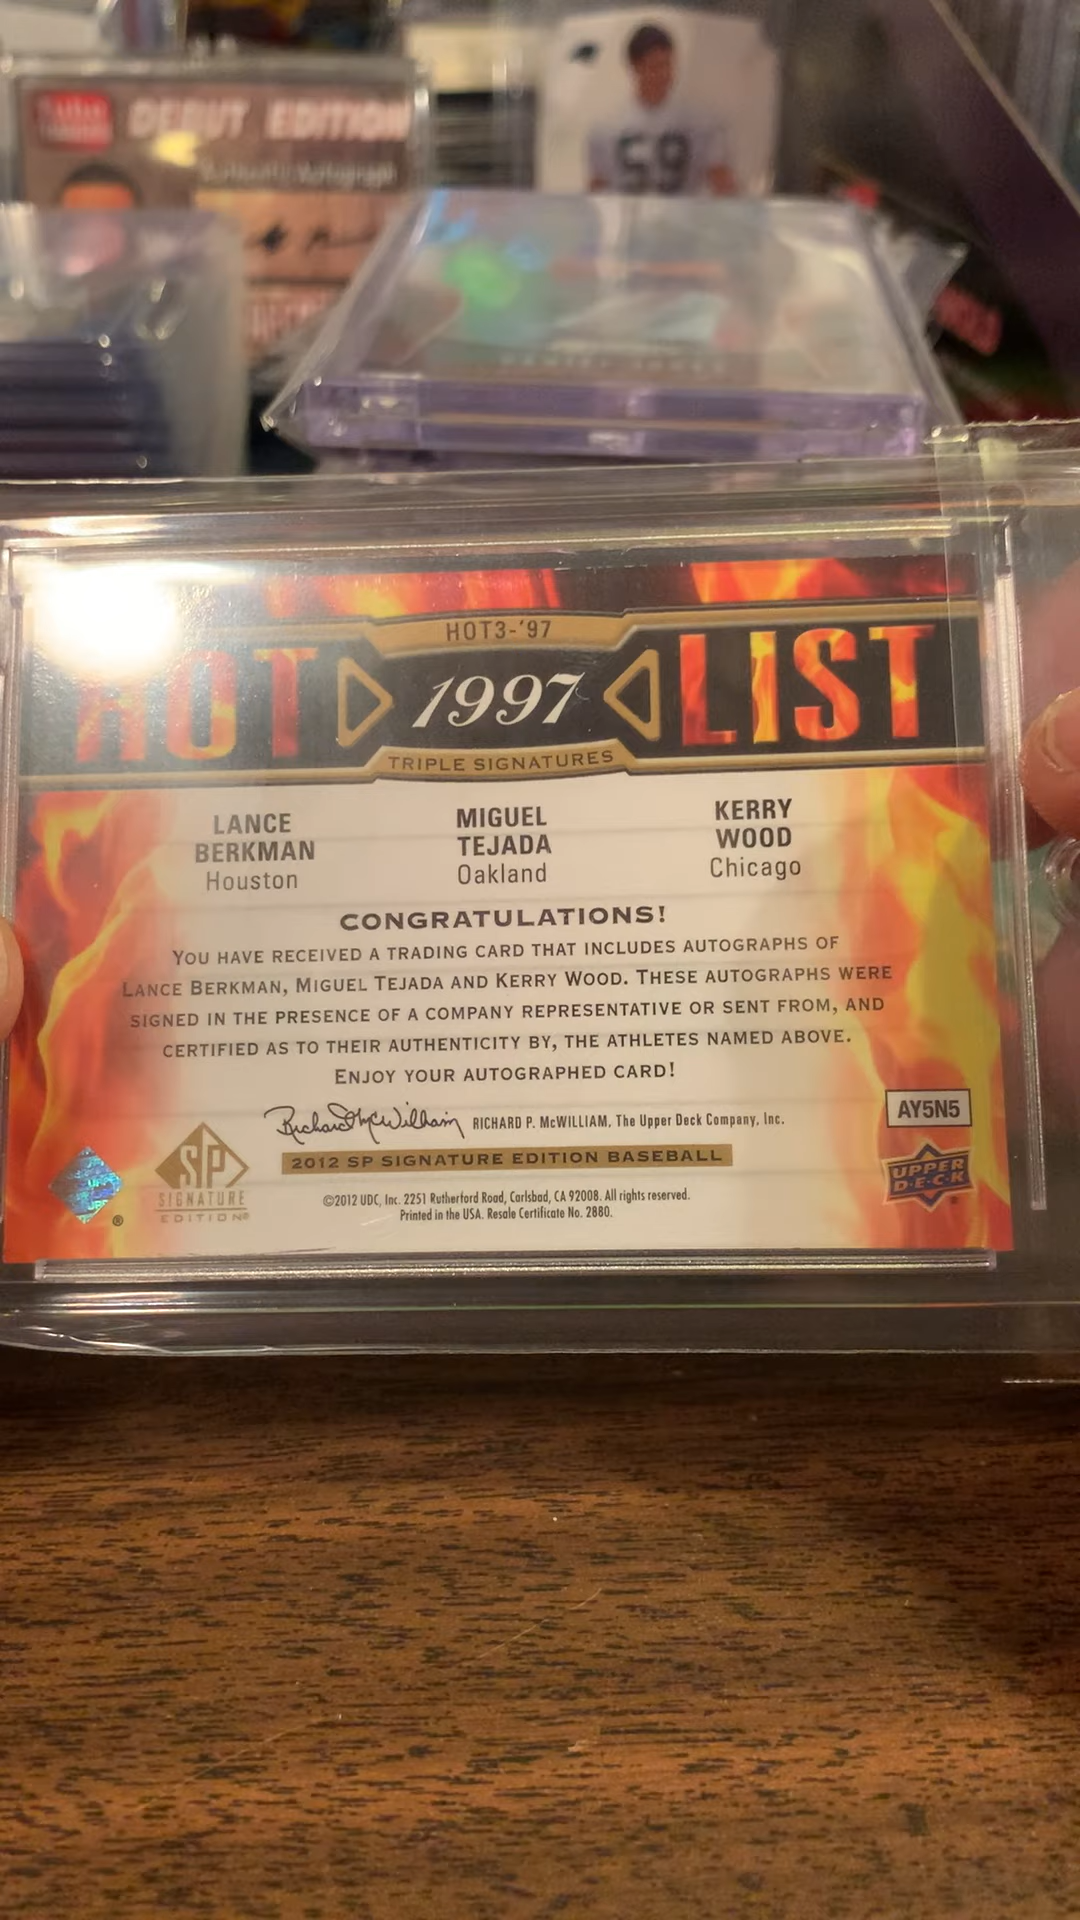 DEBUT EDITION
Authentic Autograph
59
HOT3-'97
HOT 1997 LIST
TRIPLE SIGNATURES
LANCE BERKMAN Houston
MIGUEL TEJADA Oakland
KERRY WOOD Chicago
CONGRATULATIONS!
YOU HAVE RECEIVED A TRADING CARD THAT INCLUDES AUTOGRAPHS OF
LANCE BERKMAN, MIGUEL TEJADA AND KERRY WOOD. THESE AUTOGRAPHS WERE
SIGNED IN THE PRESENCE OF A COMPANY REPRESENTATIVE OR SENT FROM, AND
CERTIFIED AS TO THEIR AUTHENTICITY BY, THE ATHLETES NAMED ABOVE.
ENJOY YOUR AUTOGRAPHED CARD!
Richard McWilliam RICHARD P. McWILLIAM, The Upper Deck Company, Inc.
AY5N5
2012 SP SIGNATURE EDITION BASEBALL
SP
SIGNATURE
EDITION®
UPPER
D·E·C·K
®
©2012 UDC, Inc. 2251 Rutherford Road, Carlsbad, CA 92008. All rights reserved.
Printed in the USA. Resale Certificate No. 2880.